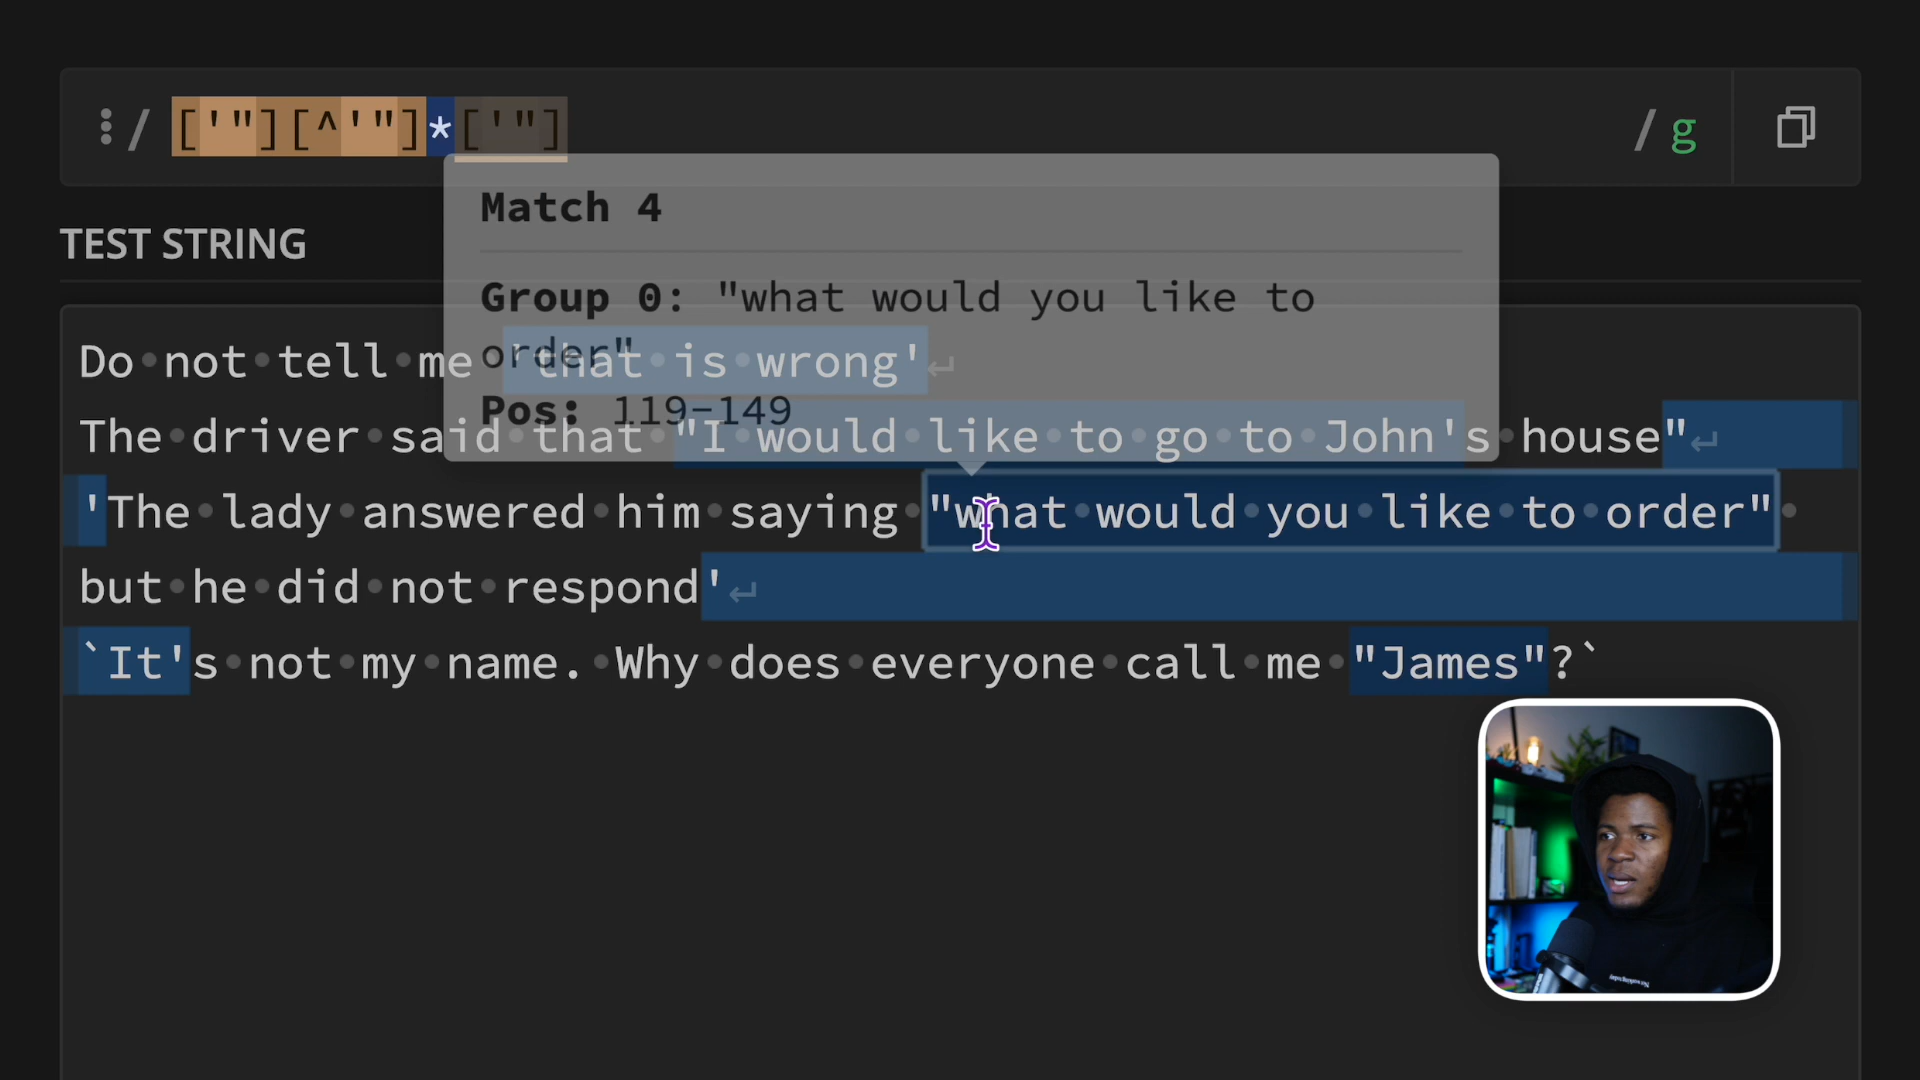 / ['"][^'"]*['"] / g
Match 4
TEST STRING
Group 0: "what would you like to
order"
Pos: 119-149
Do not tell me 'that is wrong'↵
The driver said that "I would like to go to John's house"↵
'The lady answered him saying "what would you like to order"
but he did not respond'↵
`It's not my name. Why does everyone call me "James"?`